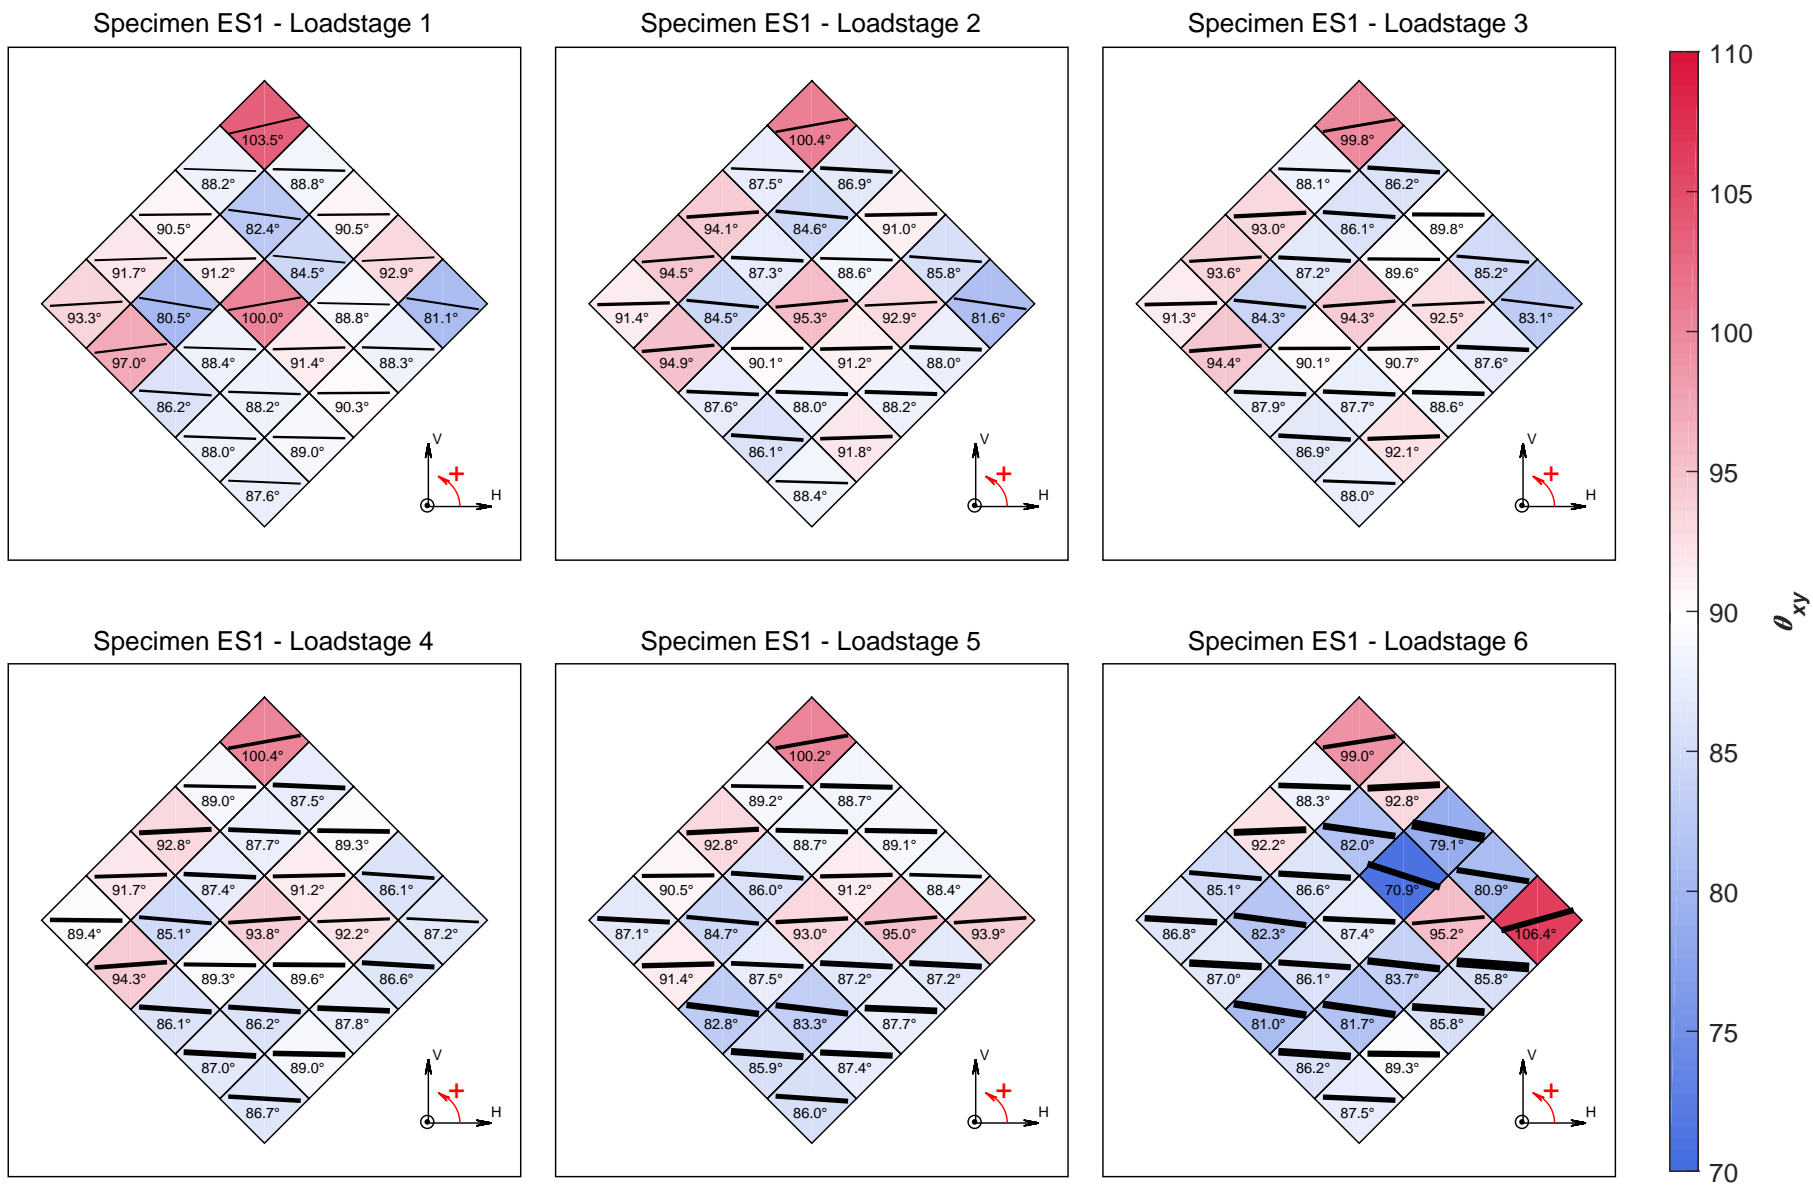 Specimen ES1 - Loadstage 1
103.5°
88.2° 88.8°
90.5° 82.4° 90.5°
91.7° 91.2° 84.5° 92.9°
93.3° 80.5° 100.0° 88.8° 81.1°
97.0° 88.4° 91.4° 88.3°
86.2° 88.2° 90.3°
88.0° 89.0°
87.6°
V
+
H
Specimen ES1 - Loadstage 2
100.4°
87.5° 86.9°
94.1° 84.6° 91.0°
94.5° 87.3° 88.6° 85.8°
91.4° 84.5° 95.3° 92.9° 81.6°
94.9° 90.1° 91.2° 88.0°
87.6° 88.0° 88.2°
86.1° 91.8°
88.4°
V
+
H
Specimen ES1 - Loadstage 3
99.8°
88.1° 86.2°
93.0° 86.1° 89.8°
93.6° 87.2° 89.6° 85.2°
91.3° 84.3° 94.3° 92.5° 83.1°
94.4° 90.1° 90.7° 87.6°
87.9° 87.7° 88.6°
86.9° 92.1°
88.0°
V
+
H
Specimen ES1 - Loadstage 4
100.4°
89.0° 87.5°
92.8° 87.7° 89.3°
91.7° 87.4° 91.2° 86.1°
89.4° 85.1° 93.8° 92.2° 87.2°
94.3° 89.3° 89.6° 86.6°
86.1° 86.2° 87.8°
87.0° 89.0°
86.7°
V
+
H
Specimen ES1 - Loadstage 5
100.2°
89.2° 88.7°
92.8° 88.7° 89.1°
90.5° 86.0° 91.2° 88.4°
87.1° 84.7° 93.0° 95.0° 93.9°
91.4° 87.5° 87.2° 87.2°
82.8° 83.3° 87.7°
85.9° 87.4°
86.0°
V
+
H
Specimen ES1 - Loadstage 6
99.0°
88.3° 92.8°
92.2° 82.0° 79.1°
85.1° 86.6° 70.9° 80.9°
86.8° 82.3° 87.4° 95.2° 106.4°
87.0° 86.1° 83.7° 85.8°
81.0° 81.7° 85.8°
86.2° 89.3°
87.5°
V
+
H
110
105
100
95
90
85
80
75
70
θxy